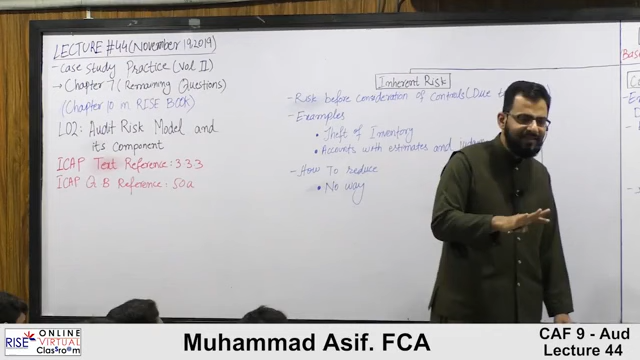 LECTURE #44 (November 19, 2019)
- Case Study Practice (Vol II)
→ Chapter 7 (Remaining Questions)
(Chapter 10 in RISE BOOK)
LO2: Audit Risk Model and
its Component
ICAP Text Reference: 3.3.3
ICAP Q.B Reference: 50a
Inherent Risk
- Risk before consideration of controls (Due t
- Examples
• Theft of Inventory
• Accounts with estimates and
- How To reduce
• No way
Au
Bas
RISE
ONLINE
VIRTUAL
Classroom
Muhammad Asif. FCA
CAF 9 - Aud
Lecture 44